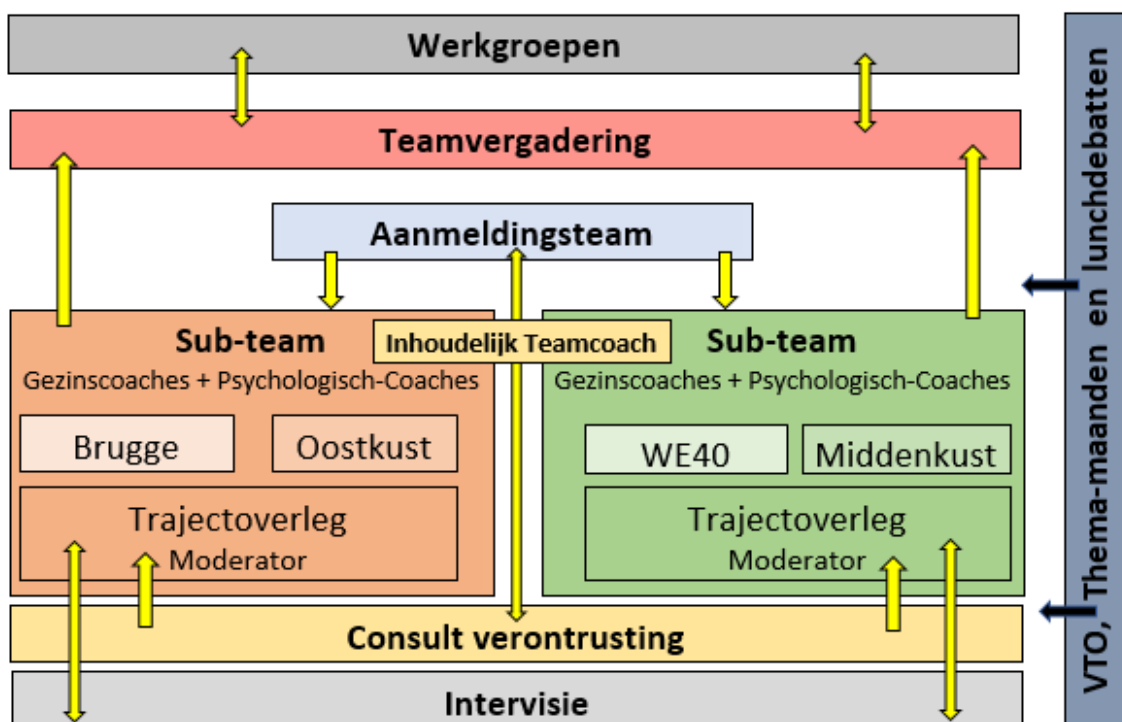 Werkgroepen
Teamvergadering
Aanmeldingsteam
Inhoudelijk Teamcoach
Sub-team
Gezinscoaches + Psychologisch-Coaches
Brugge
Oostkust
Trajectoverleg
Moderator
Sub-team
Gezinscoaches + Psychologisch-Coaches
WE40
Middenkust
Trajectoverleg
Moderator
Consult verontrusting
Intervisie
VTO, Thema-maanden en lunchdebatten